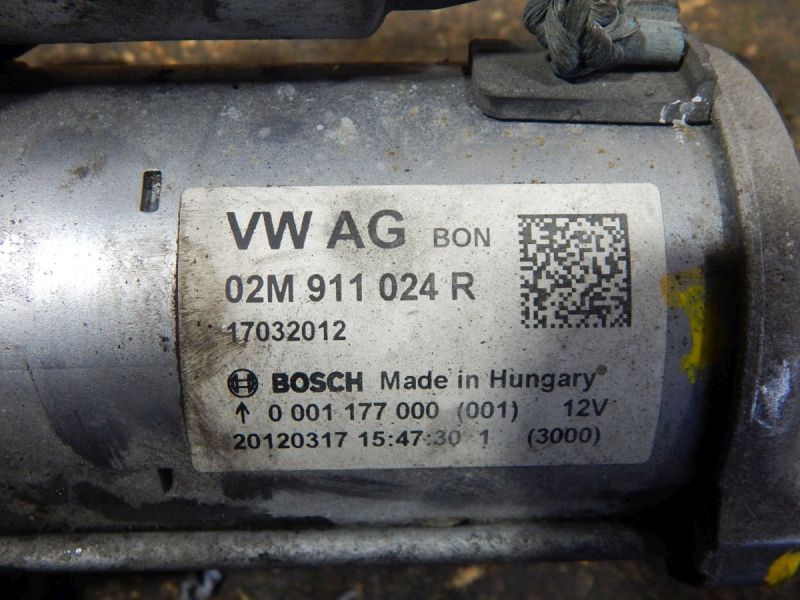 VW AG BON
02M 911 024 R
17032012
BOSCH Made in Hungary
↑ 0 001 177 000 (001) 12V
20120317 15:47:30 1 (3000)